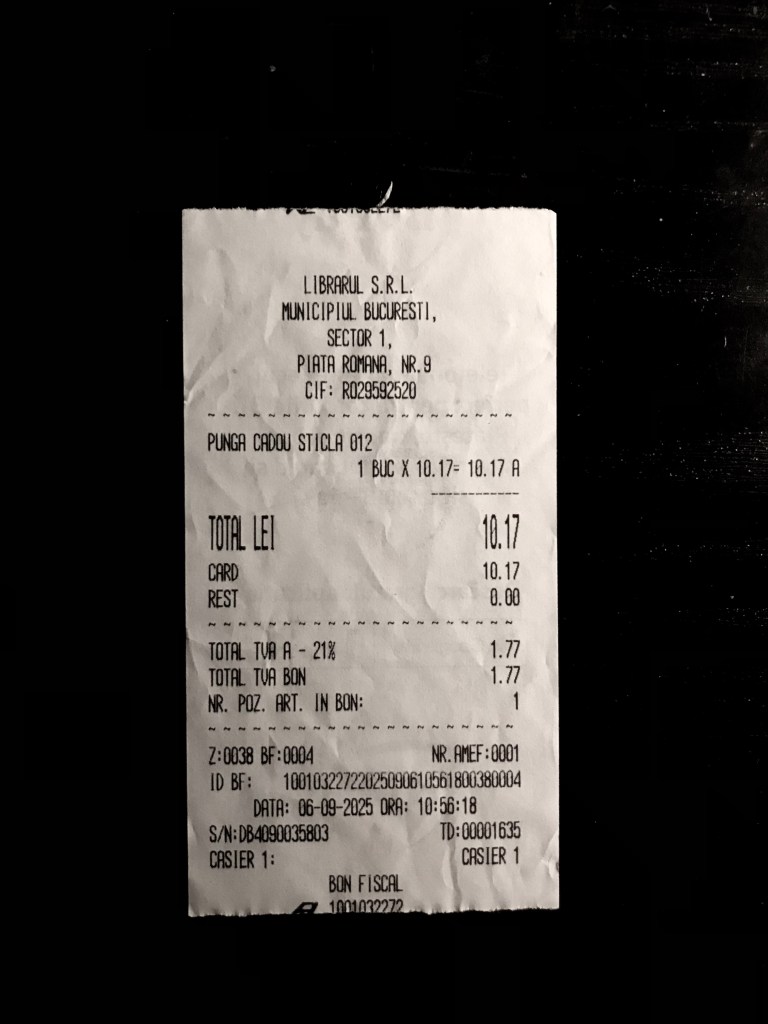 LIBRARUL S.R.L.
MUNICIPIUL BUCURESTI,
SECTOR 1,
PIATA ROMANA, NR.9
CIF: RO29592520
~ ~ ~ ~ ~ ~ ~ ~ ~ ~ ~ ~ ~ ~ ~ ~ ~ ~ ~ ~ ~
PUNGA CADOU STICLA 012
1 BUC X 10.17= 10.17 A
------------
TOTAL LEI 10.17
CARD 10.17
REST 0.00
~ ~ ~ ~ ~ ~ ~ ~ ~ ~ ~ ~ ~ ~ ~ ~ ~ ~ ~ ~ ~
TOTAL TVA A - 21% 1.77
TOTAL TVA BON 1.77
NR. POZ. ART. IN BON: 1
~ ~ ~ ~ ~ ~ ~ ~ ~ ~ ~ ~ ~ ~ ~ ~ ~ ~ ~ ~ ~
Z:0038 BF:0004 NR.AMEF:0001
ID BF: 10010322722025090610561800380004
DATA: 06-09-2025 ORA: 10:56:18
S/N:DB4090035803 TD:00001635
CASIER 1: CASIER 1
BON FISCAL
1001032272